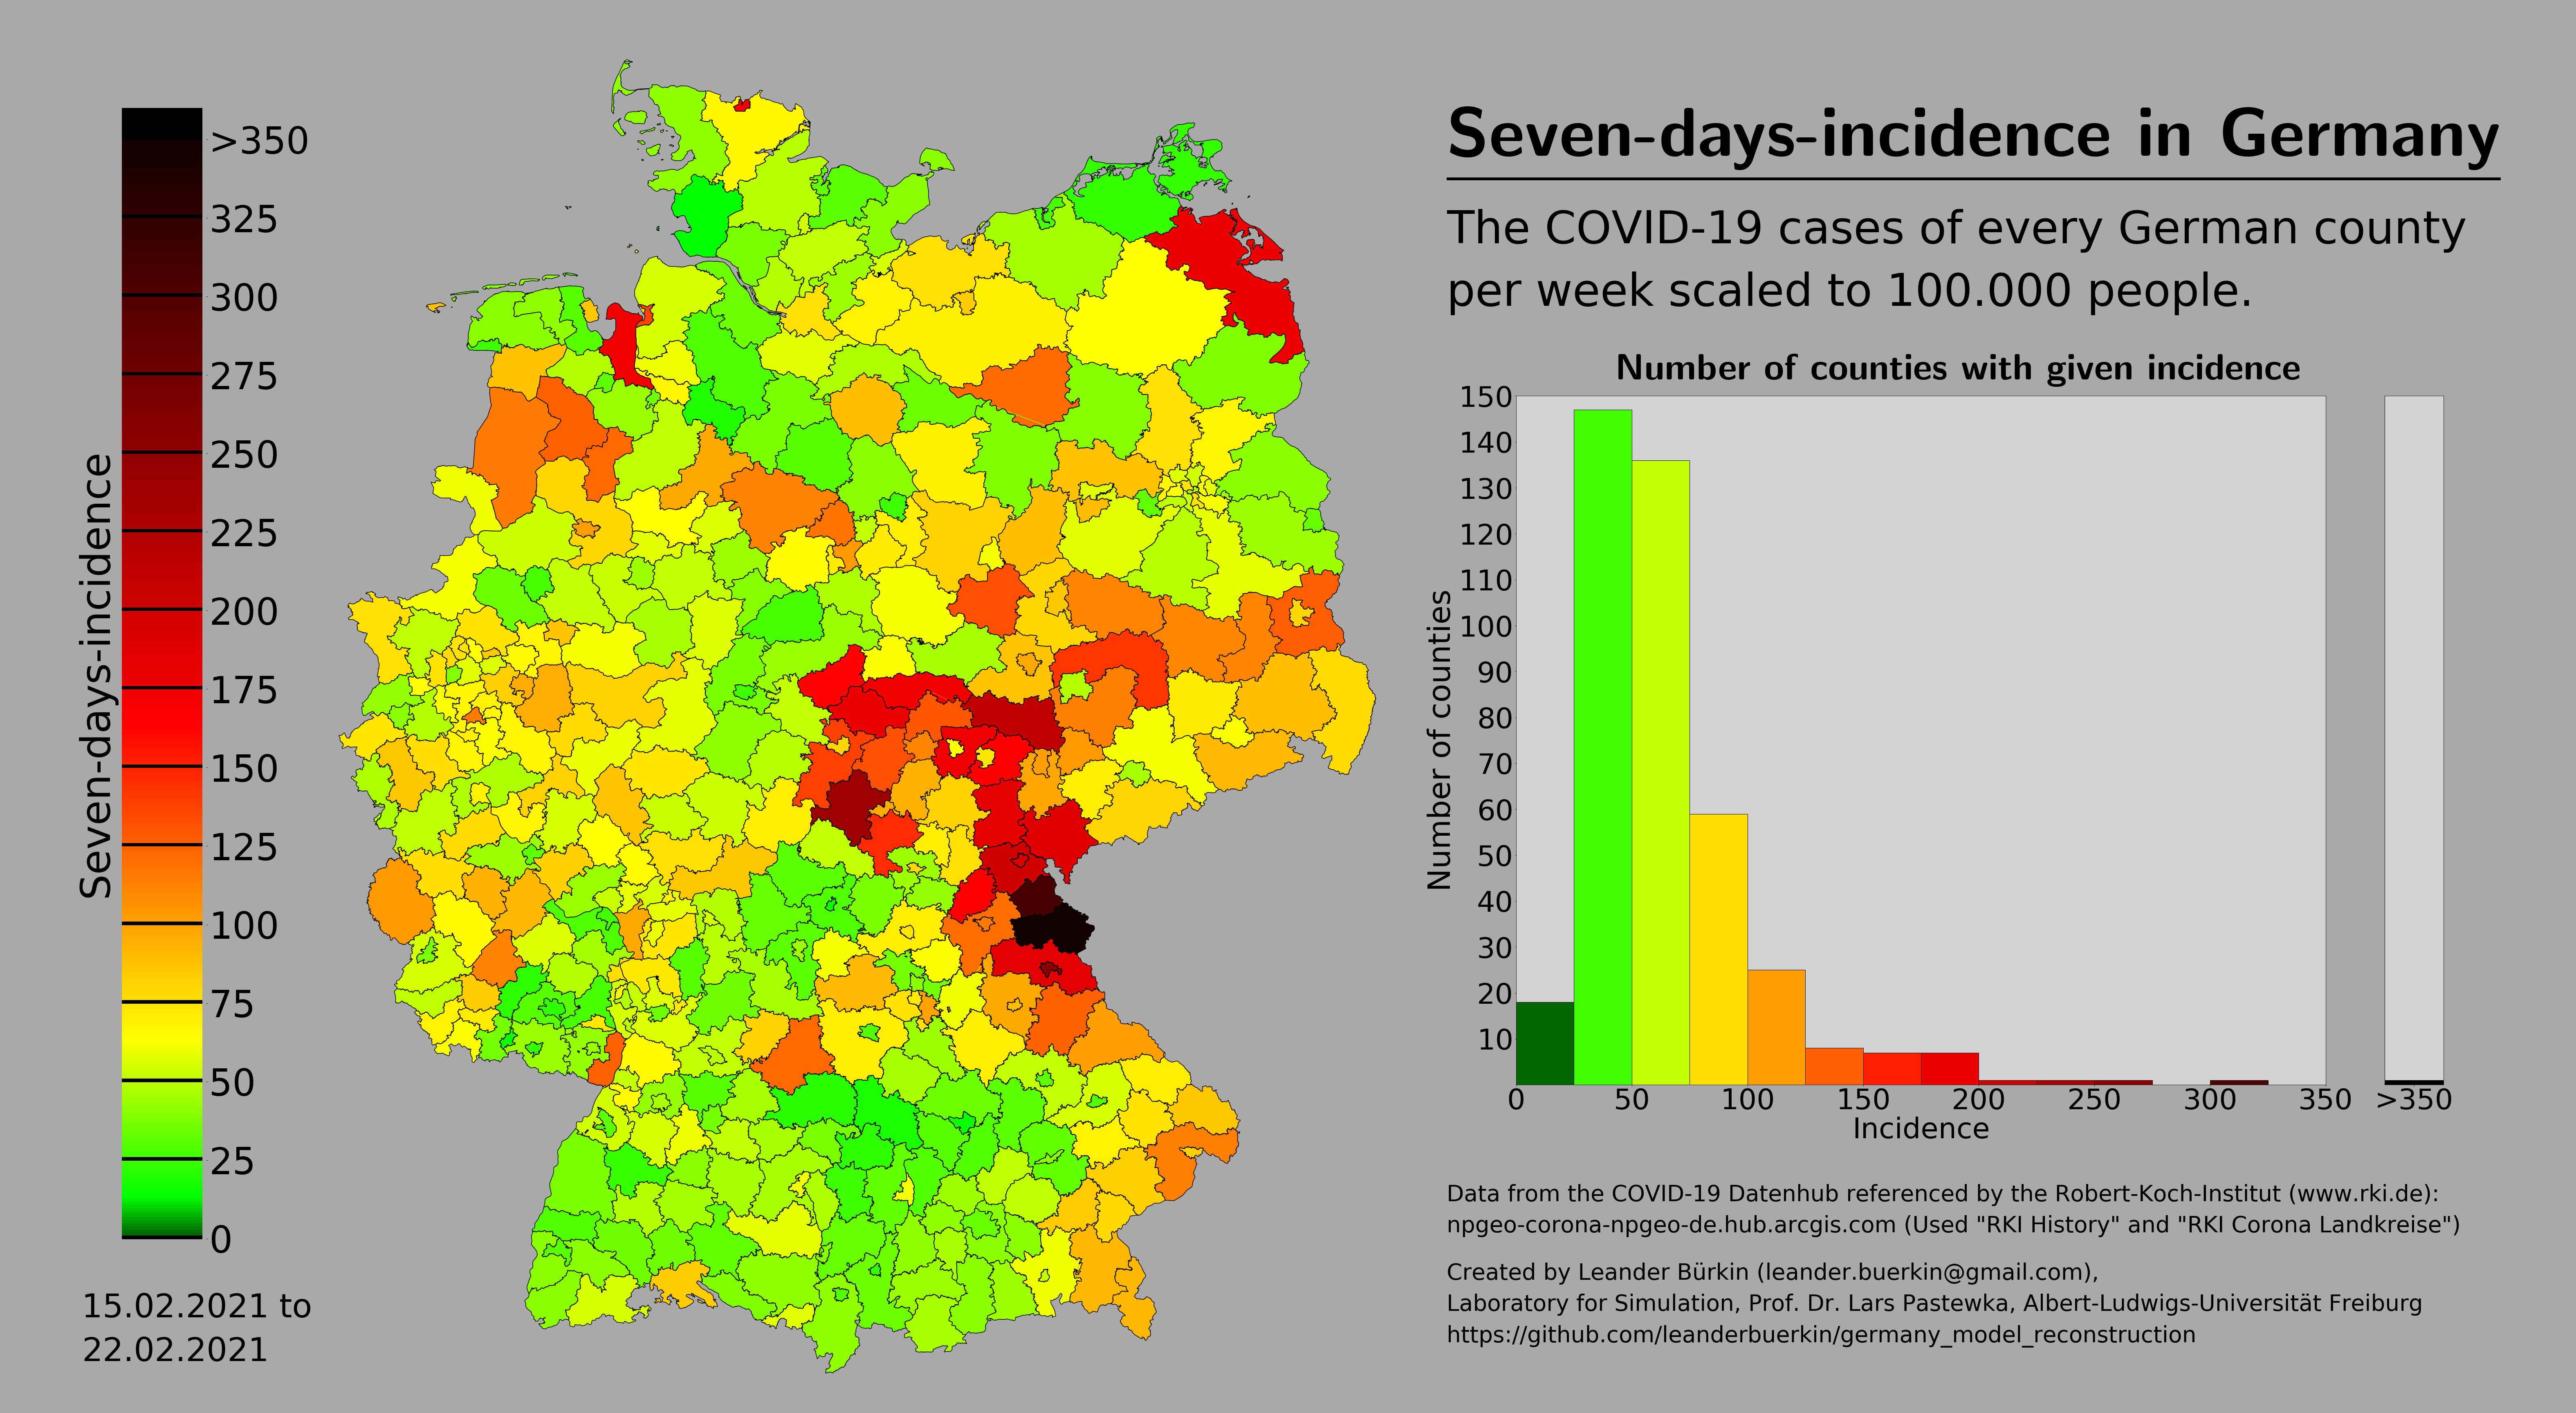 Seven-days-incidence in Germany
The COVID-19 cases of every German county
per week scaled to 100.000 people.
Seven-days-incidence
>350
325
300
275
250
225
200
175
150
125
100
75
50
25
0
15.02.2021 to
22.02.2021
Number of counties with given incidence
Number of counties
150
140
130
120
110
100
90
80
70
60
50
40
30
20
10
0 50 100 150 200 250 300 350 >350
Incidence
Data from the COVID-19 Datenhub referenced by the Robert-Koch-Institut (www.rki.de):
npgeo-corona-npgeo-de.hub.arcgis.com (Used "RKI History" and "RKI Corona Landkreise")
Created by Leander Bürkin (leander.buerkin@gmail.com),
Laboratory for Simulation, Prof. Dr. Lars Pastewka, Albert-Ludwigs-Universität Freiburg
https://github.com/leanderbuerkin/germany_model_reconstruction